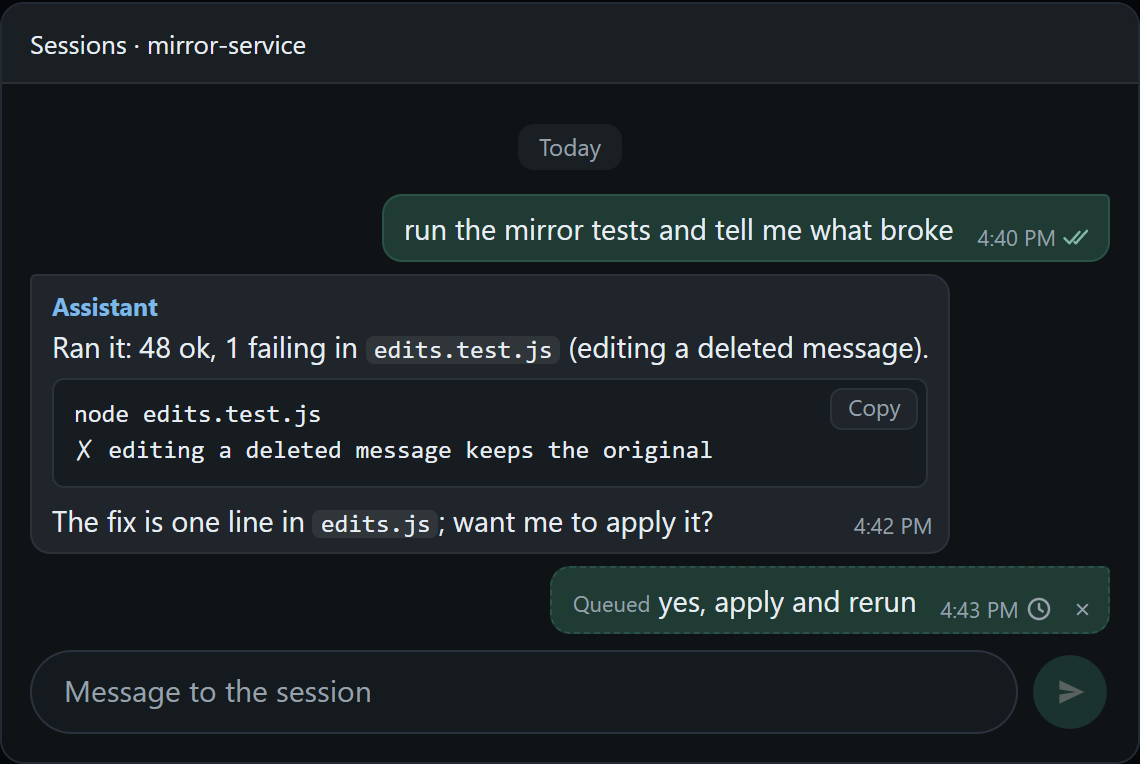 Sessions · mirror-service
Today
run the mirror tests and tell me what broke 4:40 PM
Assistant
Ran it: 48 ok, 1 failing in edits.test.js (editing a deleted message).
node edits.test.js
Copy
✗ editing a deleted message keeps the original
The fix is one line in edits.js; want me to apply it? 4:42 PM
Queued yes, apply and rerun 4:43 PM ×
Message to the session